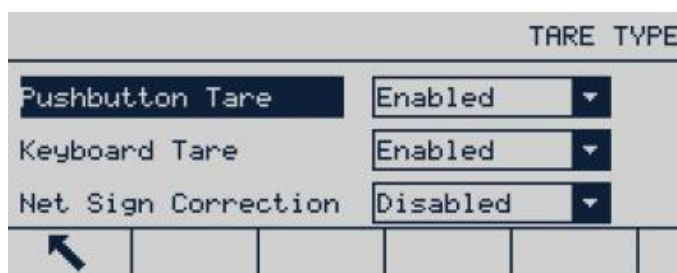 TARE TYPE
Pushbutton Tare Enabled
Keyboard Tare Enabled
Net Sign Correction Disabled